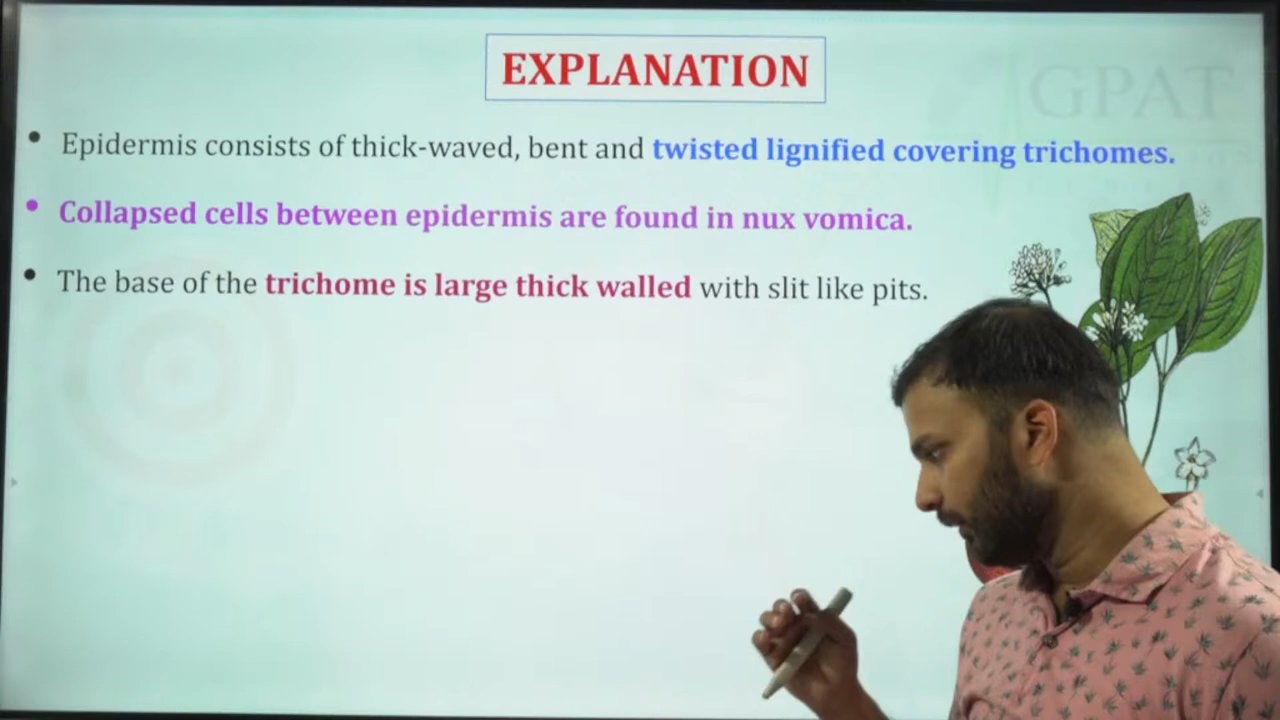 EXPLANATION
GPAT
• Epidermis consists of thick-waved, bent and twisted lignified covering trichomes.
• Collapsed cells between epidermis are found in nux vomica.
• The base of the trichome is large thick walled with slit like pits.